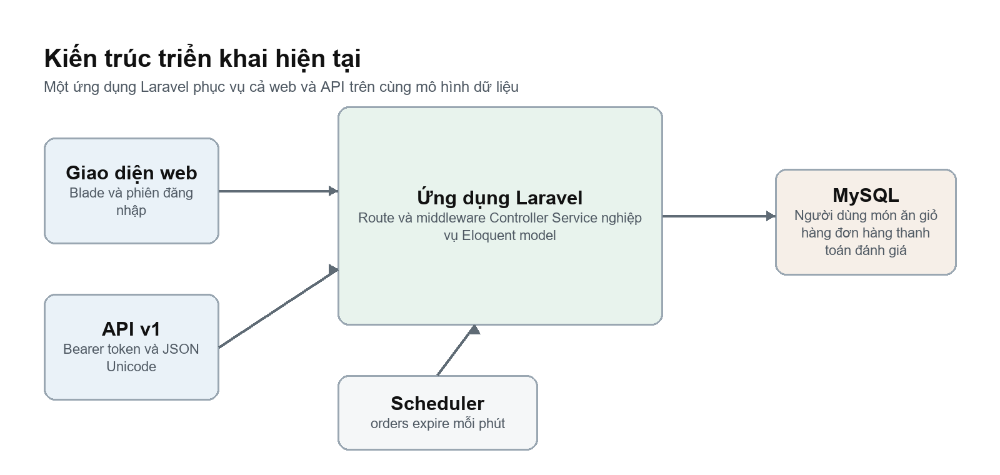 Kiến trúc triển khai hiện tại
Một ứng dụng Laravel phục vụ cả web và API trên cùng mô hình dữ liệu
Giao diện web
Blade và phiên đăng
nhập
Ứng dụng Laravel
Route và middleware Controller Service nghiệp
vụ Eloquent model
MySQL
Người dùng món ăn giỏ
hàng đơn hàng thanh
toán đánh giá
API v1
Bearer token và JSON
Unicode
Scheduler
orders expire mỗi phút